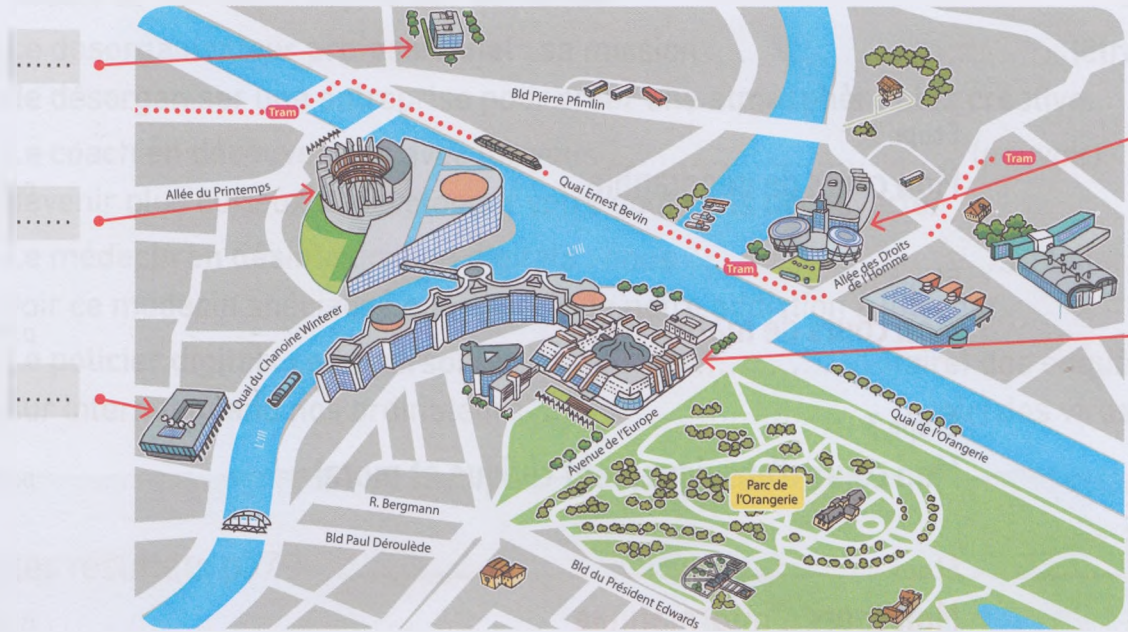 ......
Bld Pierre Pfimlin
Tram
Allée du Printemps
......
Quai Ernest Bevin
Tram
L'Ill
Tram
Allée des Droits
de l'Homme
Quai du Chanoine Winterer
......
L'Ill
Avenue de l'Europe
Quai de l'Orangerie
Parc de
l'Orangerie
R. Bergmann
Bld Paul Déroulède
Bld du Président Edwards